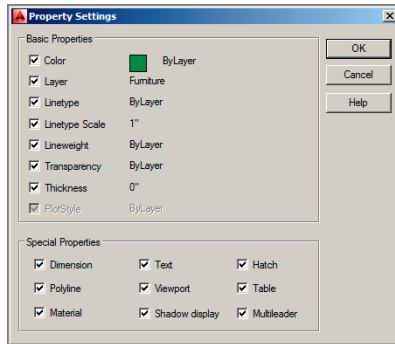 Property Settings
Basic Properties
OK
Color ByLayer
Cancel
Layer Furniture
Help
Linetype ByLayer
Linetype Scale 1"
Lineweight ByLayer
Transparency ByLayer
Thickness 0"
PlotStyle ByLayer
Special Properties
Dimension Text Hatch
Polyline Viewport Table
Material Shadow display Multileader